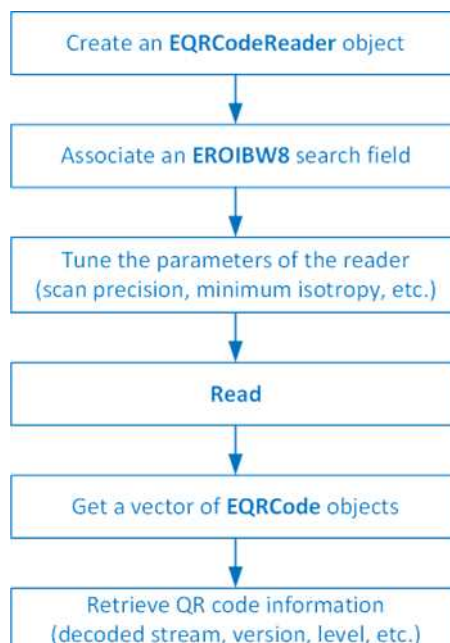 Create an EQRCodeReader object
Associate an EROIBW8 search field
Tune the parameters of the reader
(scan precision, minimum isotropy, etc.)
Read
Get a vector of EQRCode objects
Retrieve QR code information
(decoded stream, version, level, etc.)